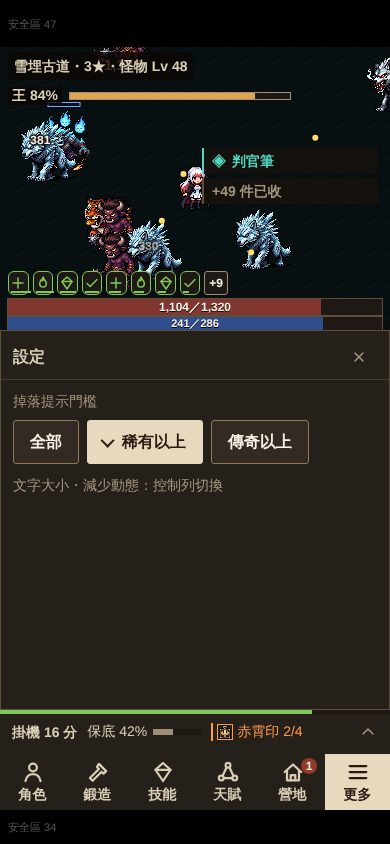 安全區 47
雪埋古道・3★・怪物 Lv 48
王 84%
381
◈ 判官筆
+49 件已收
330
+9
1,104／1,320
241／286
設定 ×
掉落提示門檻
全部 稀有以上 傳奇以上
文字大小・減少動態：控制列切換
掛機 16 分 保底 42% 赤霄印 2/4
1
角色 鍛造 技能 天賦 營地 更多
安全區 34